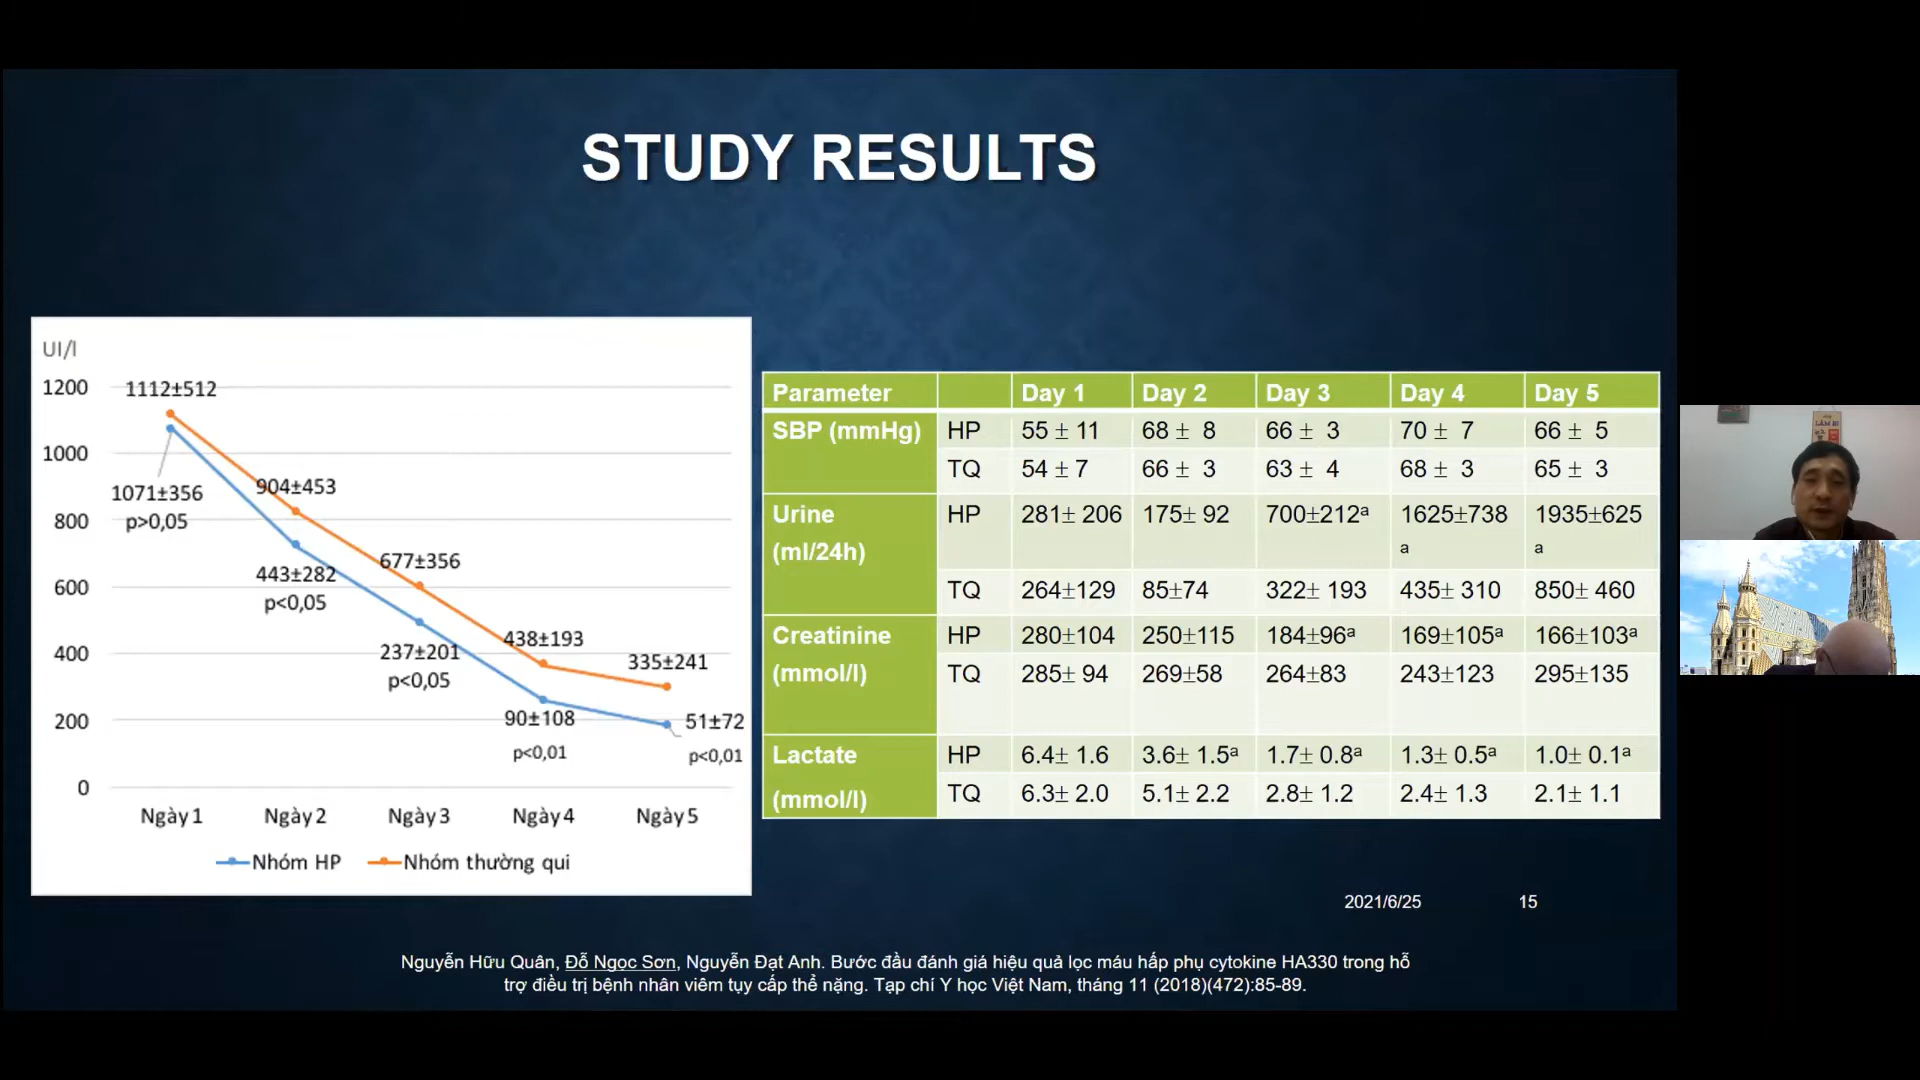 STUDY RESULTS
UI/l
1200
1000
800
600
400
200
0
1112±512
1071±356
p>0,05
904±453
443±282
p<0,05
677±356
237±201
p<0,05
438±193
90±108
p<0,01
335±241
51±72
p<0,01
Ngày 1 Ngày 2 Ngày 3 Ngày 4 Ngày 5
Nhóm HP Nhóm thường qui
Parameter Day 1 Day 2 Day 3 Day 4 Day 5
SBP (mmHg) HP 55 ± 11 68 ± 8 66 ± 3 70 ± 7 66 ± 5
TQ 54 ± 7 66 ± 3 63 ± 4 68 ± 3 65 ± 3
Urine HP 281± 206 175± 92 700±212ᵃ 1625±738 1935±625
(ml/24h) ᵃ ᵃ
TQ 264±129 85±74 322± 193 435± 310 850± 460
Creatinine HP 280±104 250±115 184±96ᵃ 169±105ᵃ 166±103ᵃ
(mmol/l) TQ 285± 94 269±58 264±83 243±123 295±135
Lactate HP 6.4± 1.6 3.6± 1.5ᵃ 1.7± 0.8ᵃ 1.3± 0.5ᵃ 1.0± 0.1ᵃ
(mmol/l) TQ 6.3± 2.0 5.1± 2.2 2.8± 1.2 2.4± 1.3 2.1± 1.1
2021/6/25 15
Nguyễn Hữu Quân, Đỗ Ngọc Sơn, Nguyễn Đạt Anh. Bước đầu đánh giá hiệu quả lọc máu hấp phụ cytokine HA330 trong hỗ
trợ điều trị bệnh nhân viêm tụy cấp thể nặng. Tạp chí Y học Việt Nam, tháng 11 (2018)(472):85-89.